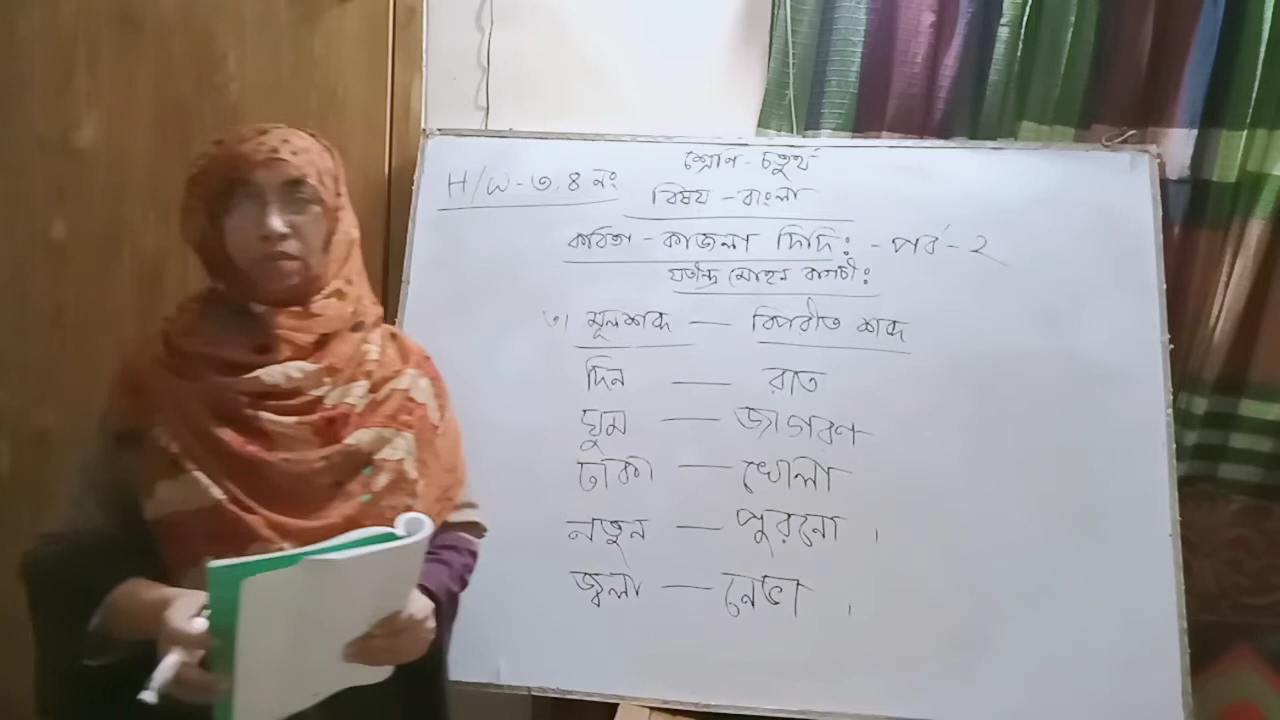 শ্রেণি - চতুর্থ
H/W - ৩, ৪ নং
বিষয় - বাংলা
কবিতা - কাজলা দিদি: - পর্ব - ২
যতীন্দ্র মোহন বাগচী:
৩। মূলশব্দ — বিপরীত শব্দ
দিন — রাত
ঘুম — জাগরণ
ঢাকা — খোলা
নতুন — পুরনো ।
জ্বলা — নেভা ।